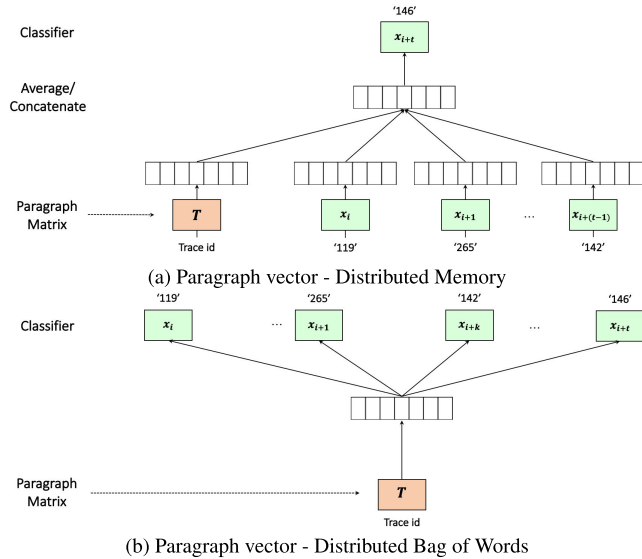 '146'
Classifier
x_{i+t}
Average/
Concatenate
Paragraph
Matrix
T x_i x_{i+1} ... x_{i+(t-1)}
Trace id '119' '265' '142'
(a) Paragraph vector - Distributed Memory
'119' '265' '142' '146'
Classifier x_i ... x_{i+1} x_{i+k} ... x_{i+t}
Paragraph
Matrix
T
Trace id
(b) Paragraph vector - Distributed Bag of Words